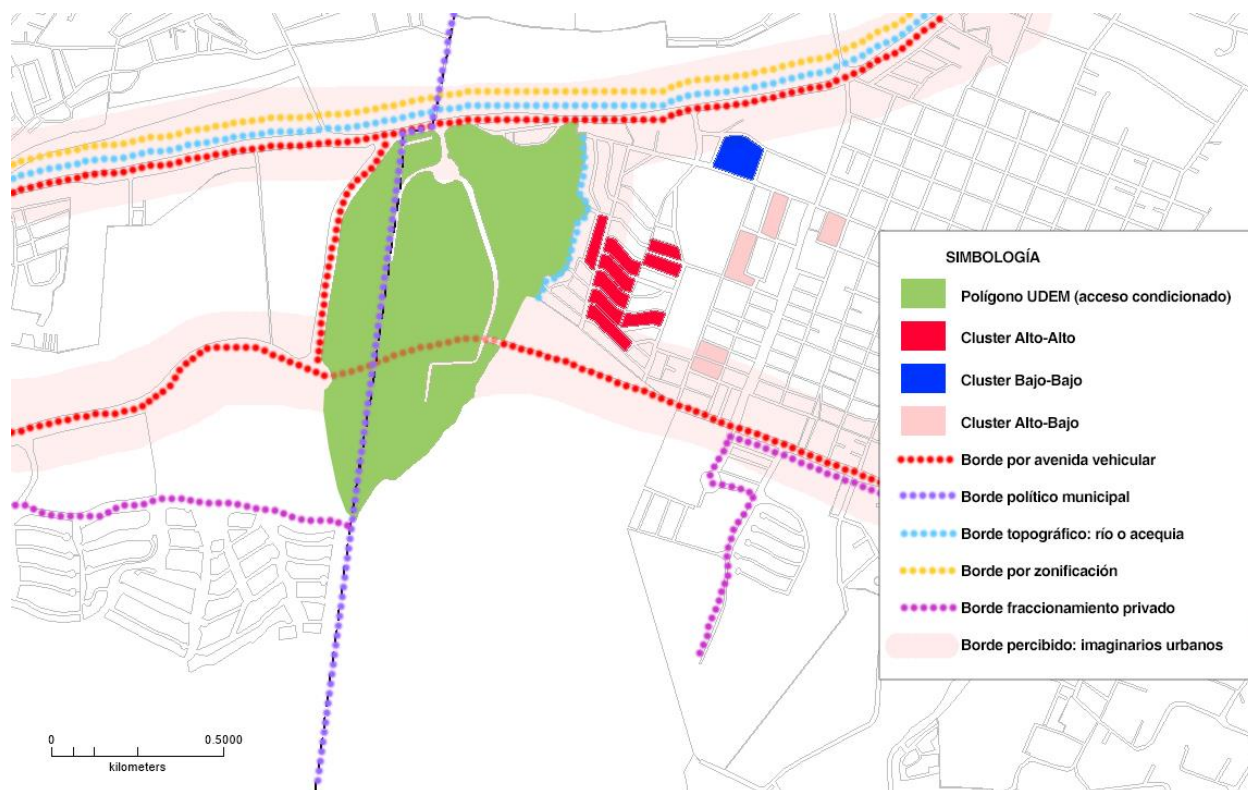 SIMBOLOGÍA
Polígono UDEM (acceso condicionado)
Cluster Alto-Alto
Cluster Bajo-Bajo
Cluster Alto-Bajo
Borde por avenida vehicular
Borde político municipal
Borde topográfico: río o acequia
Borde por zonificación
Borde fraccionamiento privado
Borde percibido: imaginarios urbanos
0 0.5000
kilometers